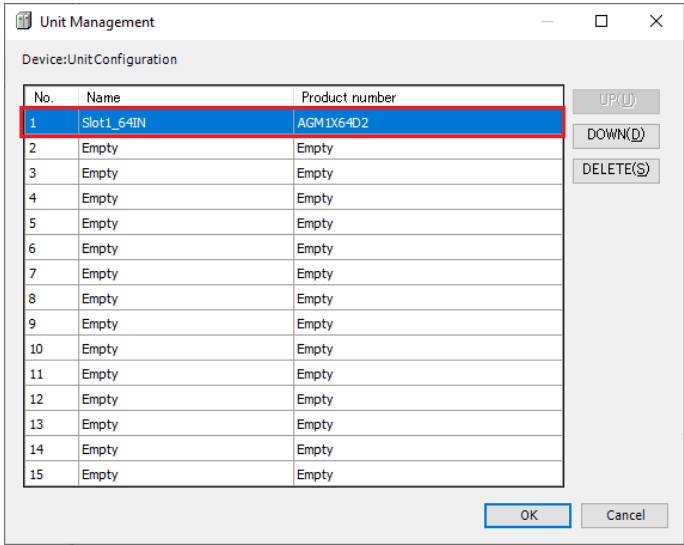 Unit Management
Device:UnitConfiguration
No. Name Product number
1 Slot1_64IN AGM1X64D2
2 Empty Empty
3 Empty Empty
4 Empty Empty
5 Empty Empty
6 Empty Empty
7 Empty Empty
8 Empty Empty
9 Empty Empty
10 Empty Empty
11 Empty Empty
12 Empty Empty
13 Empty Empty
14 Empty Empty
15 Empty Empty
UP(U)
DOWN(D)
DELETE(S)
OK Cancel